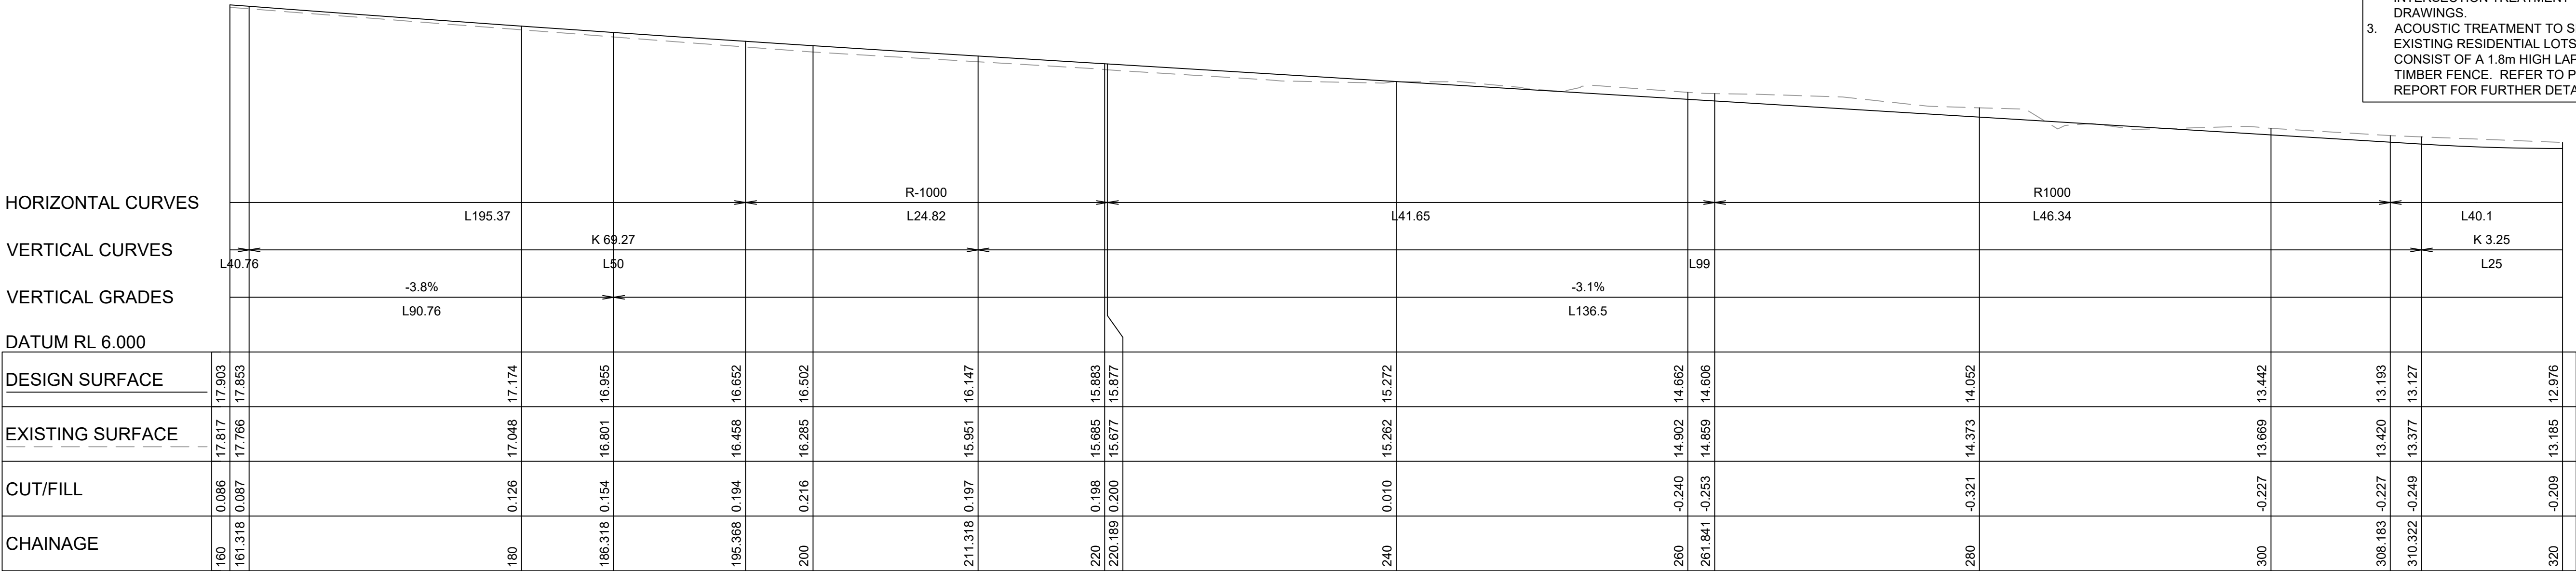 INTERSECTION TREATMENT
DRAWINGS.
3. ACOUSTIC TREATMENT TO S
EXISTING RESIDENTIAL LOTS
CONSIST OF A 1.8m HIGH LAP
TIMBER FENCE. REFER TO P
REPORT FOR FURTHER DETA
HORIZONTAL CURVES
R-1000 R1000
L195.37 L24.82 L41.65 L46.34 L40.1
VERTICAL CURVES
K 69.27 K 3.25
L40.76 L50 L99 L25
VERTICAL GRADES
-3.8% -3.1%
L90.76 L136.5
DATUM RL 6.000
DESIGN SURFACE 17.903 17.853 17.174 16.955 16.652 16.502 16.147 15.883 15.877 15.272 14.662 14.606 14.052 13.442 13.193 13.127 12.976
EXISTING SURFACE 17.817 17.766 17.048 16.801 16.458 16.285 15.951 15.685 15.677 15.262 14.902 14.859 14.373 13.669 13.420 13.377 13.185
CUT/FILL 0.086 0.087 0.126 0.154 0.194 0.216 0.197 0.198 0.200 0.010 -0.240 -0.253 -0.321 -0.227 -0.227 -0.249 -0.209
CHAINAGE 160 161.318 180 186.318 195.368 200 211.318 220 220.189 240 260 261.841 280 300 308.183 310.322 320